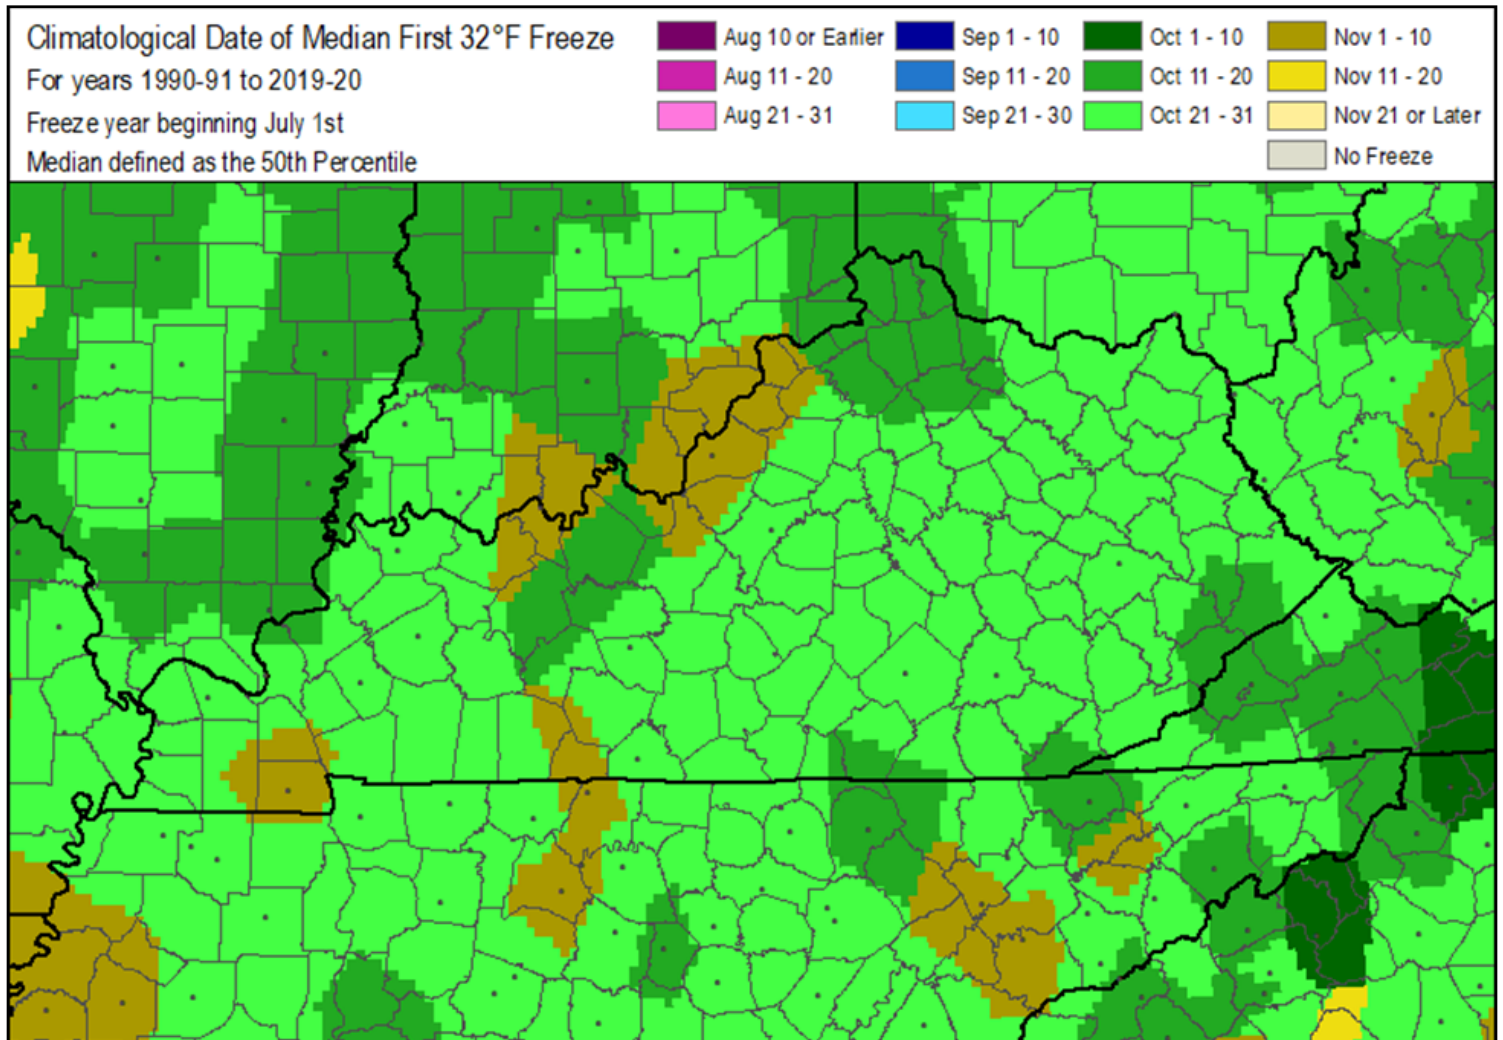 Climatological Date of Median First 32°F Freeze
For years 1990-91 to 2019-20
Freeze year beginning July 1st
Median defined as the 50th Percentile
Aug 10 or Earlier
Aug 11 - 20
Aug 21 - 31
Sep 1 - 10
Sep 11 - 20
Sep 21 - 30
Oct 1 - 10
Oct 11 - 20
Oct 21 - 31
Nov 1 - 10
Nov 11 - 20
Nov 21 or Later
No Freeze